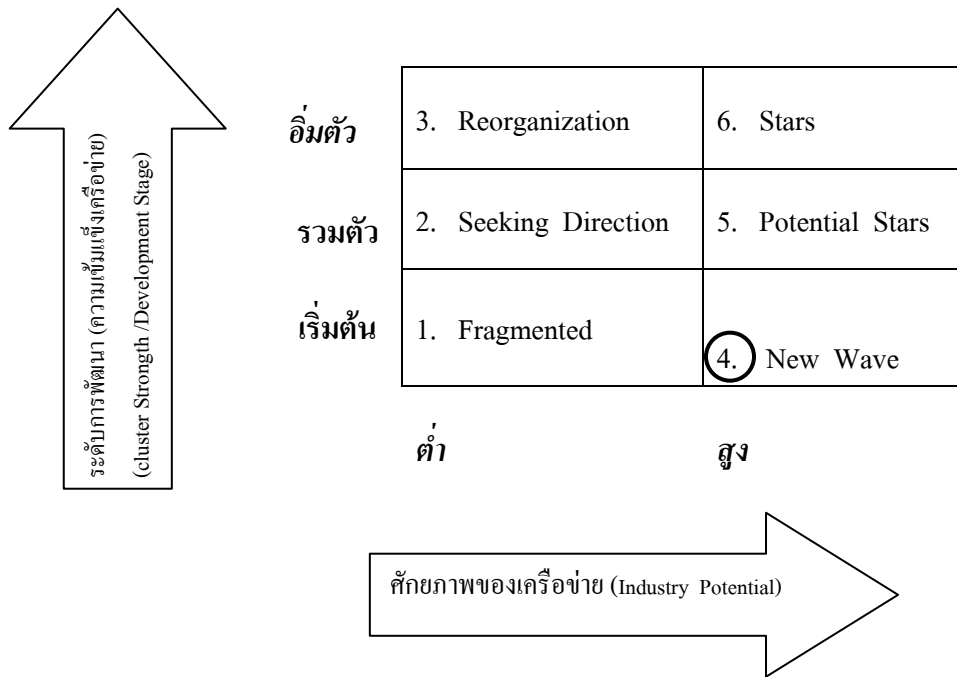 ระดับการพัฒนา (ความเข้มแข็งเครือข่าย)
(cluster Strength /Development Stage)
อิ่มตัว 3. Reorganization 6. Stars
รวมตัว 2. Seeking Direction 5. Potential Stars
เริ่มต้น 1. Fragmented
4. New Wave
ต่ำ สูง
ศักยภาพของเครือข่าย (Industry Potential)